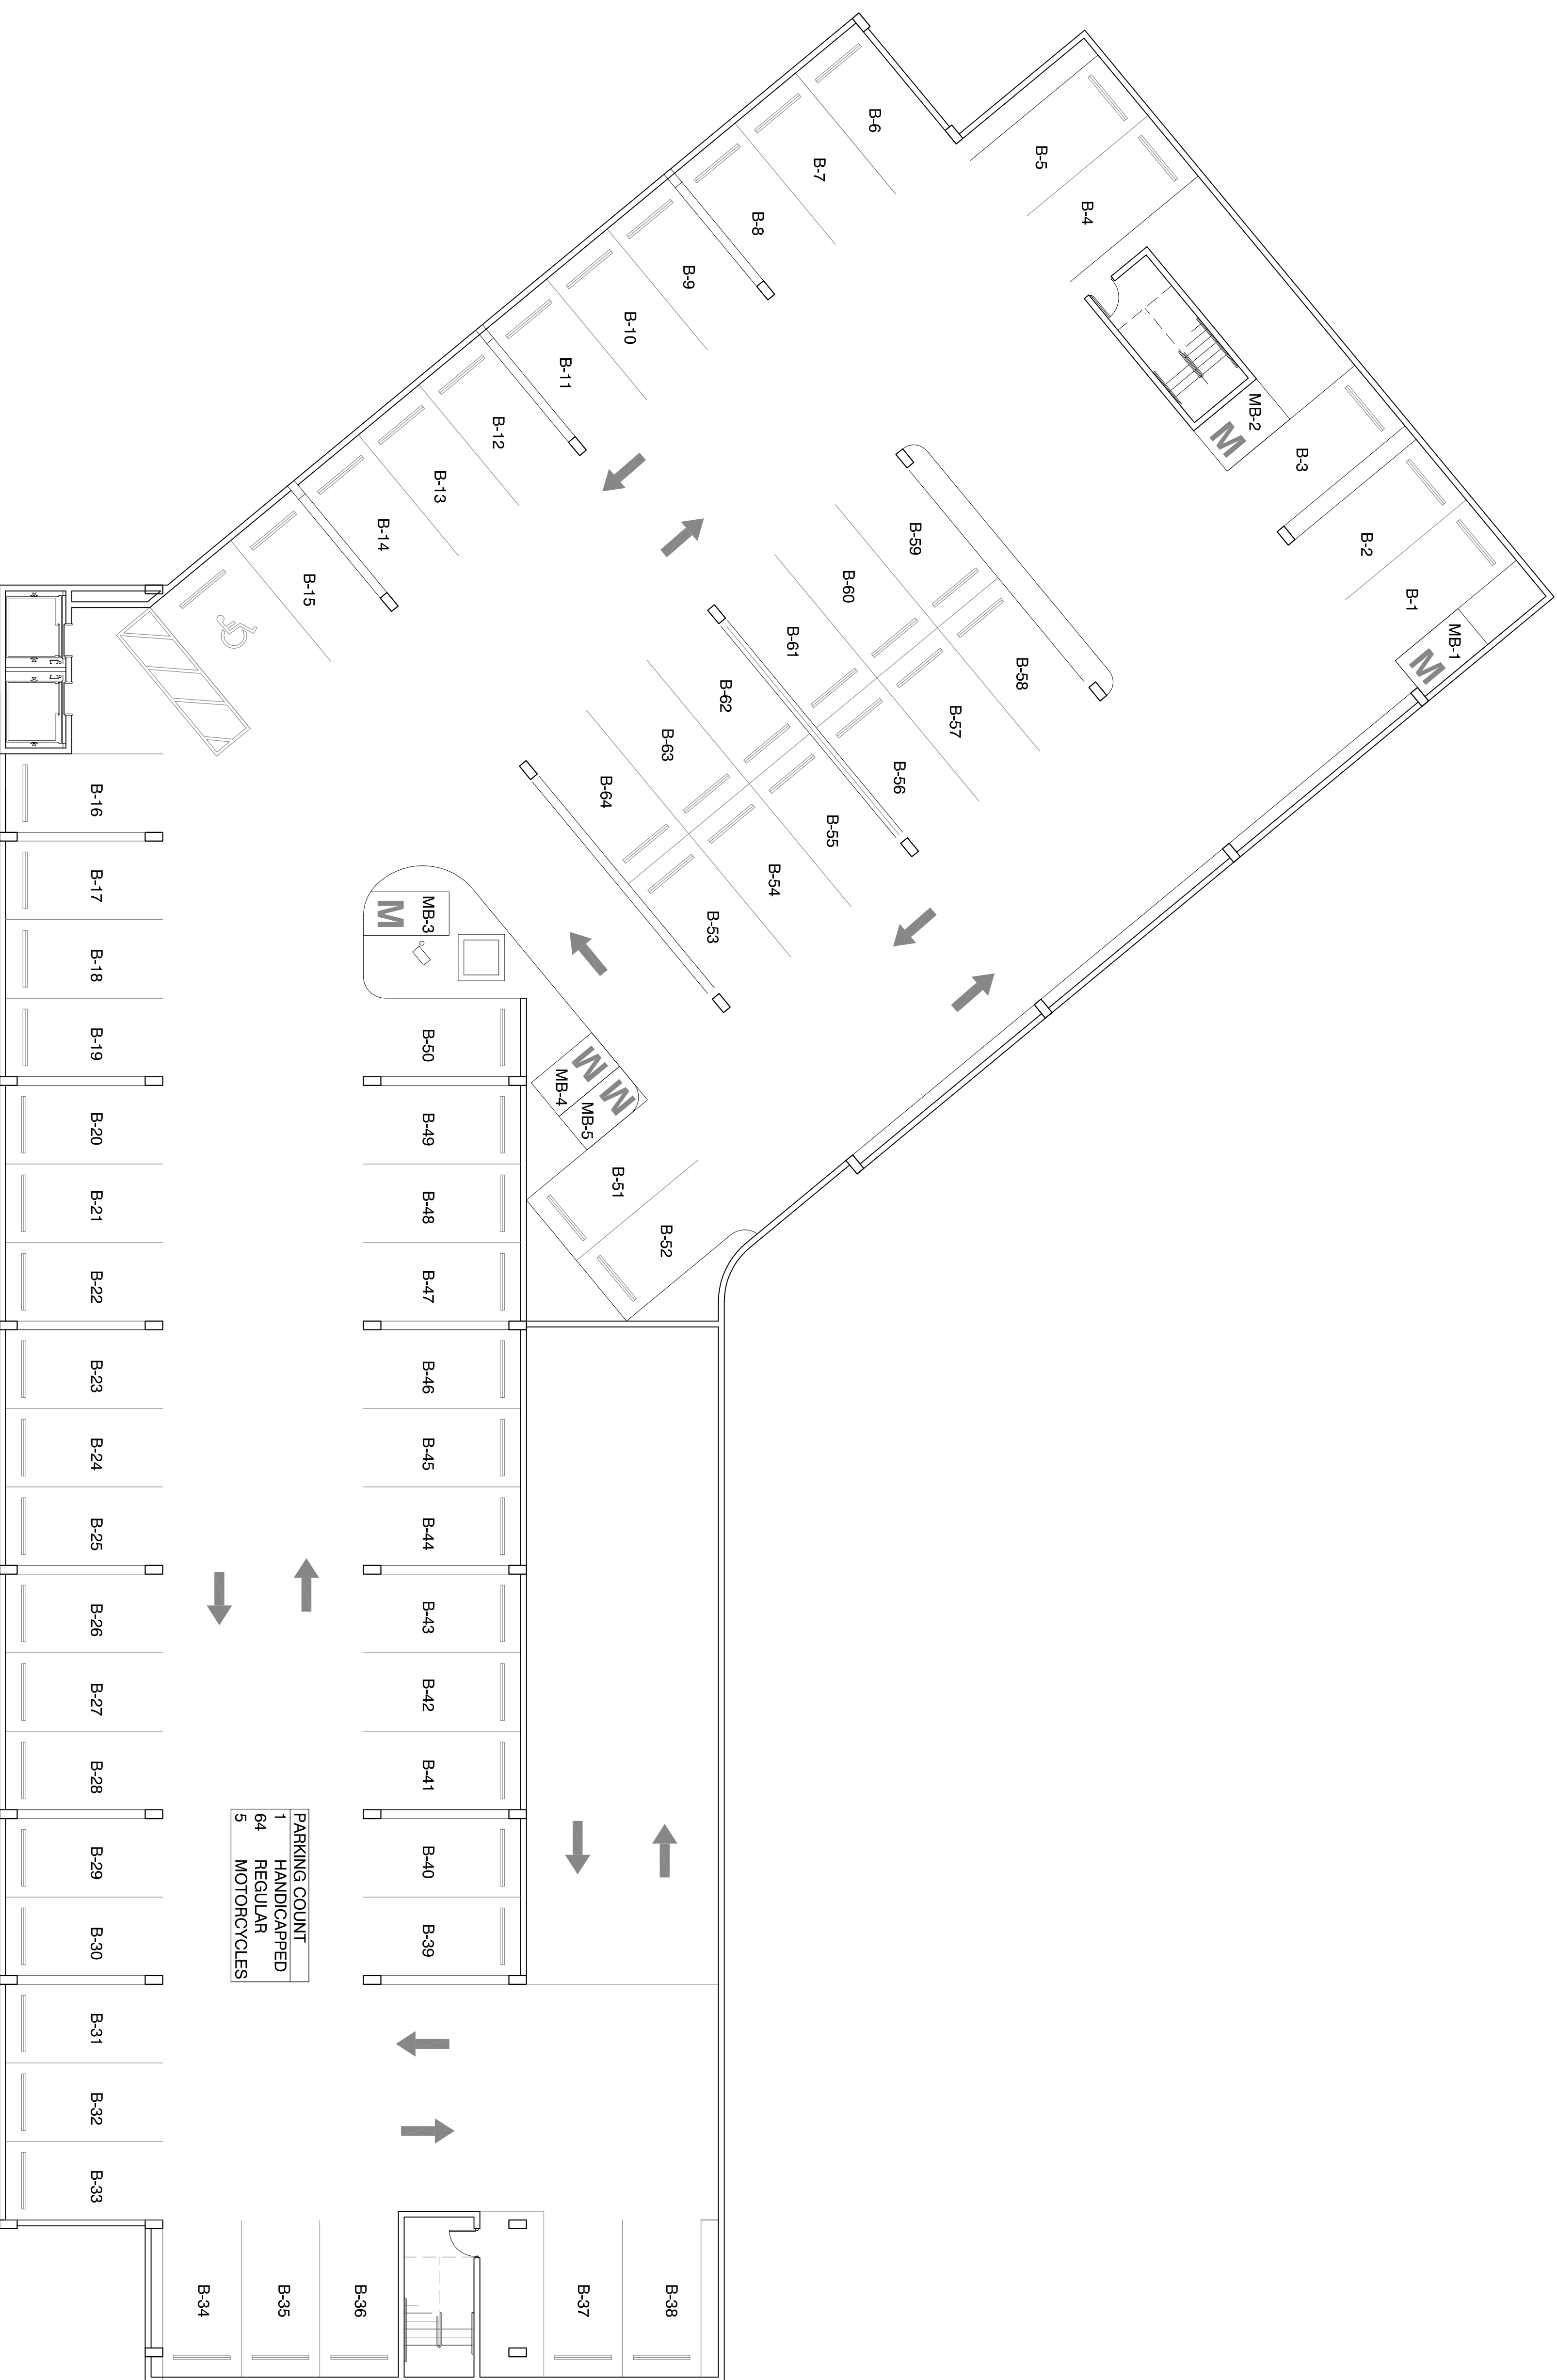 B-1
B-2
B-3
B-4
B-5
B-6
B-7
B-8
B-9
B-10
B-11
B-12
B-13
B-14
B-15
B-16
B-17
B-18
B-19
B-20
B-21
B-22
B-23
B-24
B-25
B-26
B-27
B-28
B-29
B-30
B-31
B-32
B-33
B-34
B-35
B-36
B-37
B-38
B-39
B-40
B-41
B-42
B-43
B-44
B-45
B-46
B-47
B-48
B-49
B-50
B-51
B-52
B-53
B-54
B-55
B-56
B-57
B-58
B-59
B-60
B-61
B-62
B-63
B-64
MB-1
M
MB-2
M
MB-3
M
MB-4
M
MB-5
M
PARKING COUNT
1 HANDICAPPED
64 REGULAR
5 MOTORCYCLES